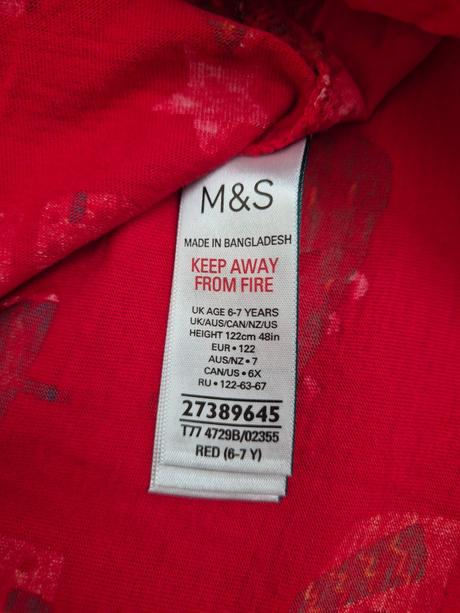 M&S
MADE IN BANGLADESH
KEEP AWAY
FROM FIRE
UK AGE 6-7 YEARS
UK/AUS/CAN/NZ/US
HEIGHT 122cm 48in
EUR • 122
AUS/NZ • 7
CAN/US • 6X
RU • 122-63-67
27389645
T77 4729B/02355
RED (6-7 Y)